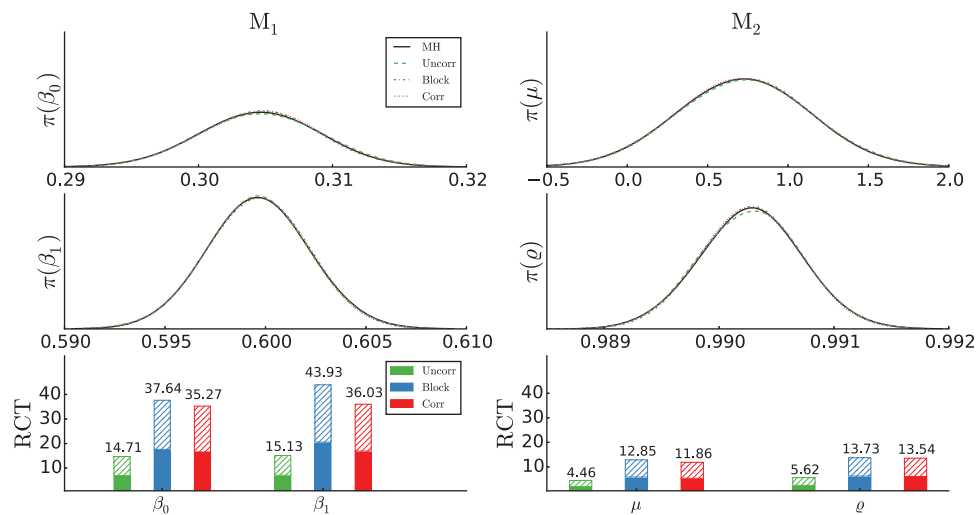 M₁
M₂
π(β₀)
MH
Uncorr
Block
Corr
0.29 0.30 0.31 0.32
π(μ)
−0.5 0.0 0.5 1.0 1.5 2.0
π(β₁)
0.590 0.595 0.600 0.605 0.610
π(ϱ)
0.989 0.990 0.991 0.992
RCT
40
30
20
10
14.71 37.64 35.27 15.13 43.93 36.03
Uncorr
Block
Corr
β₀ β₁
RCT
40
30
20
10
4.46 12.85 11.86 5.62 13.73 13.54
μ ϱ